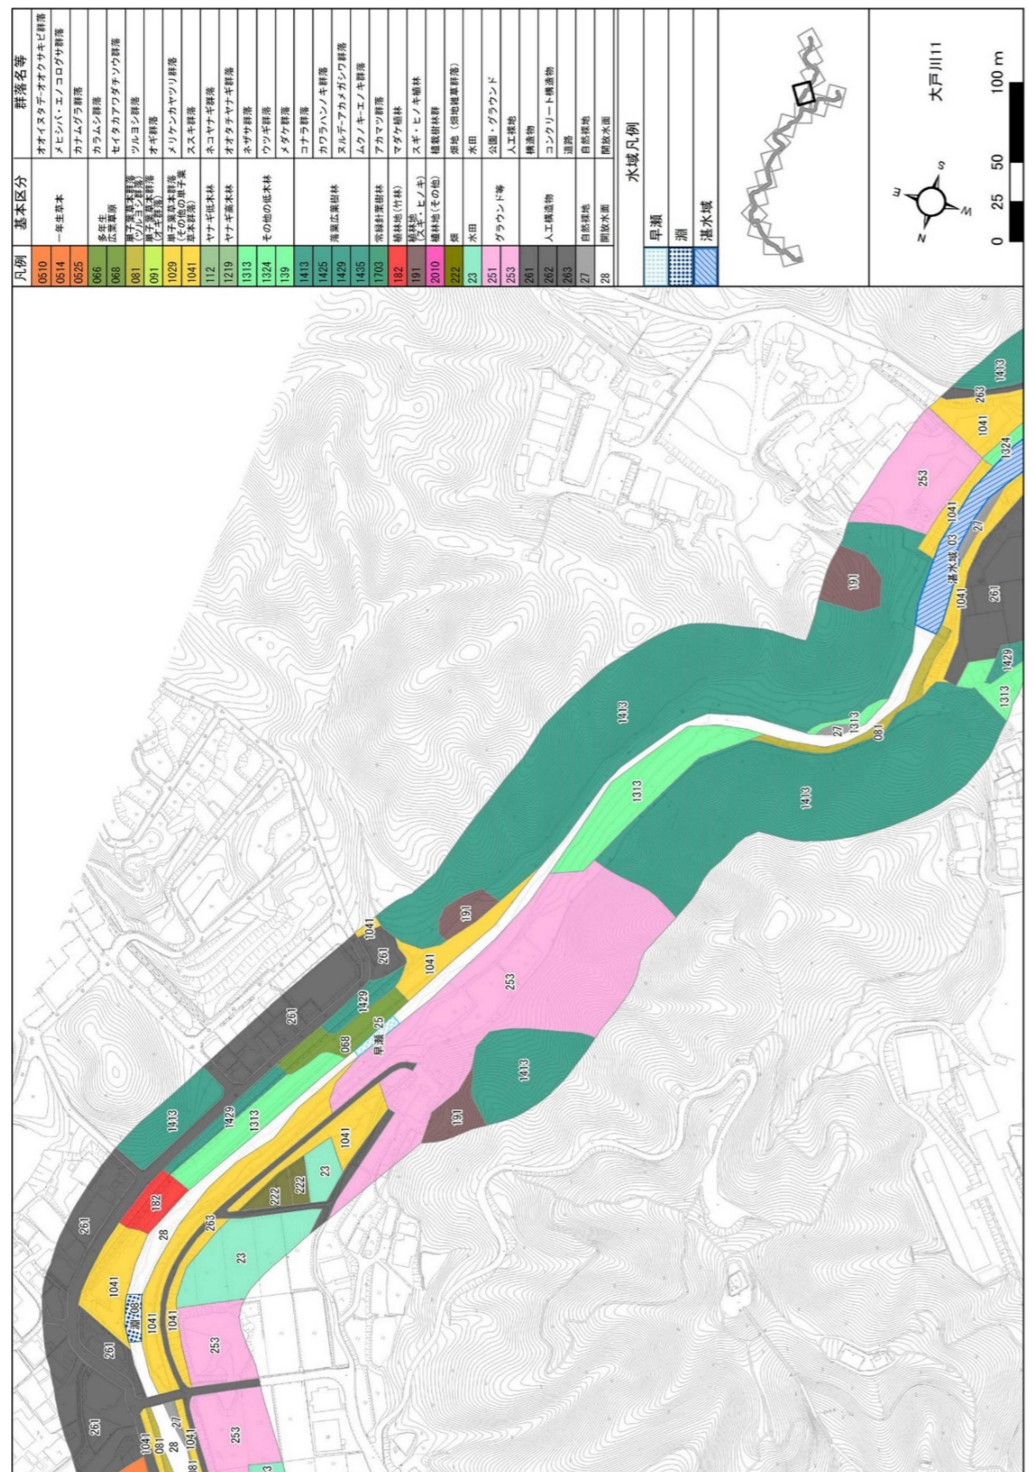 凡例 基本区分 群落名等
0510 一年生草本 オオイヌタデ-オオクサキビ群落
0514 メヒシバ・エノコログサ群落
0525 カナムグラ群落
066 多年生広葉草原 カラムシ群落
068 セイタカアワダチソウ群落
081 単子葉草本群落(ツルヨシ群落) ツルヨシ群落
091 単子葉草本群落(オギ群落) オギ群落
1029 単子葉草本群落(その他の単子葉草本群落) メリケンカヤツリ群落
1041 ススキ群落
112 ヤナギ低木林 ネコヤナギ群落
1219 ヤナギ高木林 オオタチヤナギ群落
1313 その他の低木林 ネザサ群落
1324 ウツギ群落
139 メダケ群落
1413 落葉広葉樹林 コナラ群落
1425 カワラハンノキ群落
1429 ヌルデ-アカメガシワ群落
1435 ムクノキ-エノキ群落
1703 常緑針葉樹林 アカマツ群落
182 植林地(竹林) マダケ植林
191 植林地(スギ・ヒノキ) スギ・ヒノキ植林
2010 植林地(その他) 植栽樹林群
222 畑 畑地(畑地雑草群落)
23 水田 水田
251 グラウンド等 公園・グラウンド
253 人工裸地
261 人工構造物 構造物
262 コンクリート構造物
263 道路
27 自然裸地 自然裸地
28 開放水面 開放水面
水域凡例
早瀬
淵
湛水域
大戸川11
N
E
S
W
0 25 50 100 m
261
1041
081
28
27
1041
081
253
23
261
261
1041
淵 08
1041
1041
253
182
28
263
23
1413
1429
1313
222
222
23
1041
261
068
1429
早瀬 25
261
1041
1041
191
191
1413
253
1313
1413
1413
27
1313
081
191
253
湛水域 03
1041
1041
27
261
1429
1313
1041
263
1413
1324